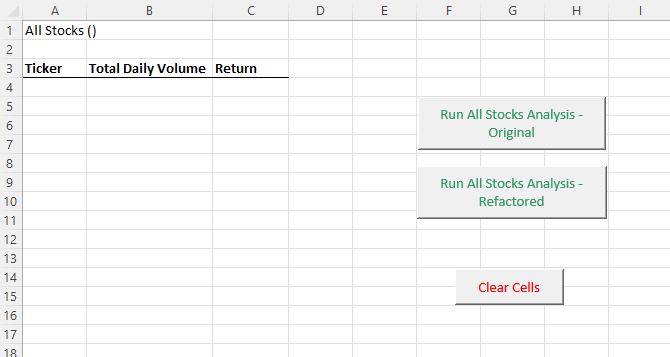 A B C D E F G H I
1 All Stocks ()
2
3 Ticker Total Daily Volume Return
4
5
6
7
8
9
10
11
12
13
14
15
16
17
18
Run All Stocks Analysis -
Original
Run All Stocks Analysis -
Refactored
Clear Cells